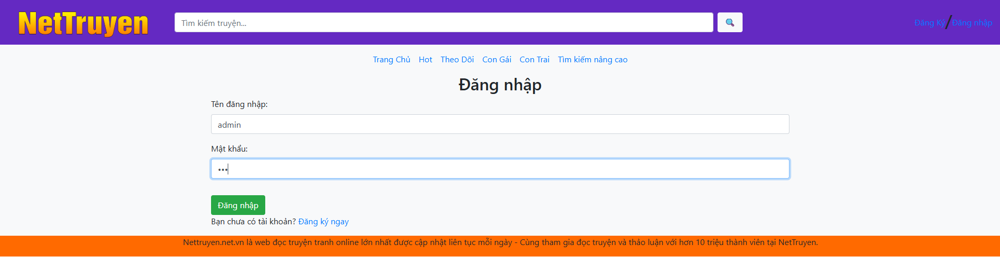 NetTruyen
Tìm kiếm truyện...
Đăng Ký/Đăng nhập
Trang Chủ Hot Theo Dõi Con Gái Con Trai Tìm kiếm nâng cao
Đăng nhập
Tên đăng nhập:
admin
Mật khẩu:
•••
Đăng nhập
Bạn chưa có tài khoản? Đăng ký ngay
Nettruyen.net.vn là web đọc truyện tranh online lớn nhất được cập nhật liên tục mỗi ngày - Cùng tham gia đọc truyện và thảo luận với hơn 10 triệu thành viên tại NetTruyen.